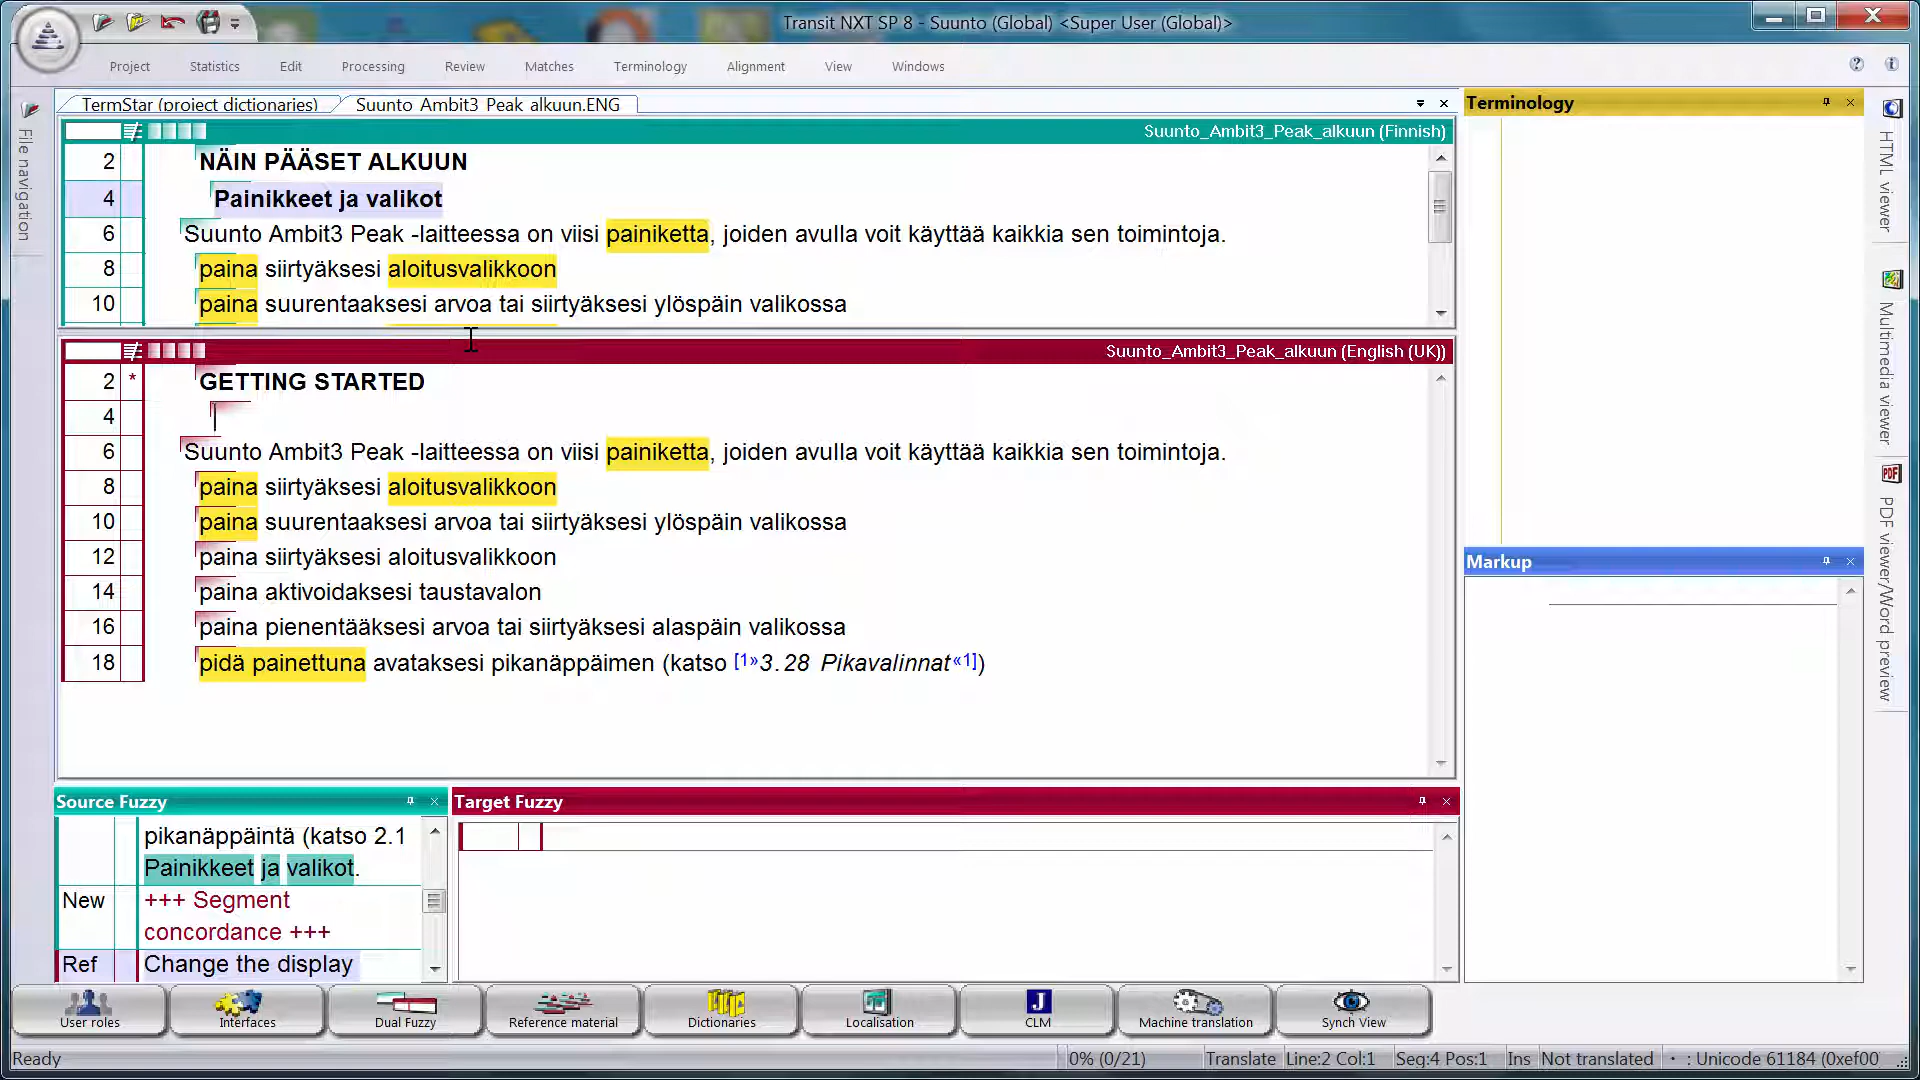 Transit NXT SP 8 - Suunto (Global) <Super User (Global)>
Project Statistics Edit Processing Review Matches Terminology Alignment View Windows
File navigation
TermStar (project dictionaries) Suunto Ambit3 Peak alkuun.ENG
Suunto_Ambit3_Peak_alkuun (Finnish)
2 NÄIN PÄÄSET ALKUUN
4 Painikkeet ja valikot
6 Suunto Ambit3 Peak -laitteessa on viisi painiketta, joiden avulla voit käyttää kaikkia sen toimintoja.
8 paina siirtyäksesi aloitusvalikkoon
10 paina suurentaaksesi arvoa tai siirtyäksesi ylöspäin valikossa
Suunto_Ambit3_Peak_alkuun (English (UK))
2 * GETTING STARTED
4
6 Suunto Ambit3 Peak -laitteessa on viisi painiketta, joiden avulla voit käyttää kaikkia sen toimintoja.
8 paina siirtyäksesi aloitusvalikkoon
10 paina suurentaaksesi arvoa tai siirtyäksesi ylöspäin valikossa
12 paina siirtyäksesi aloitusvalikkoon
14 paina aktivoidaksesi taustavalon
16 paina pienentääksesi arvoa tai siirtyäksesi alaspäin valikossa
18 pidä painettuna avataksesi pikanäppäimen (katso [1»3.28 Pikavalinnat«1])
Source Fuzzy
pikanäppäintä (katso 2.1
Painikkeet ja valikot.
New +++ Segment
concordance +++
Ref Change the display
Target Fuzzy
Terminology
Markup
HTML viewer
Multimedia viewer
PDF
PDF viewer/Word preview
User roles Interfaces Dual Fuzzy Reference material Dictionaries Localisation CLM Machine translation Synch View
Ready 0% (0/21) Translate Line:2 Col:1 Seg:4 Pos:1 Ins Not translated · : Unicode 61184 (0xef00